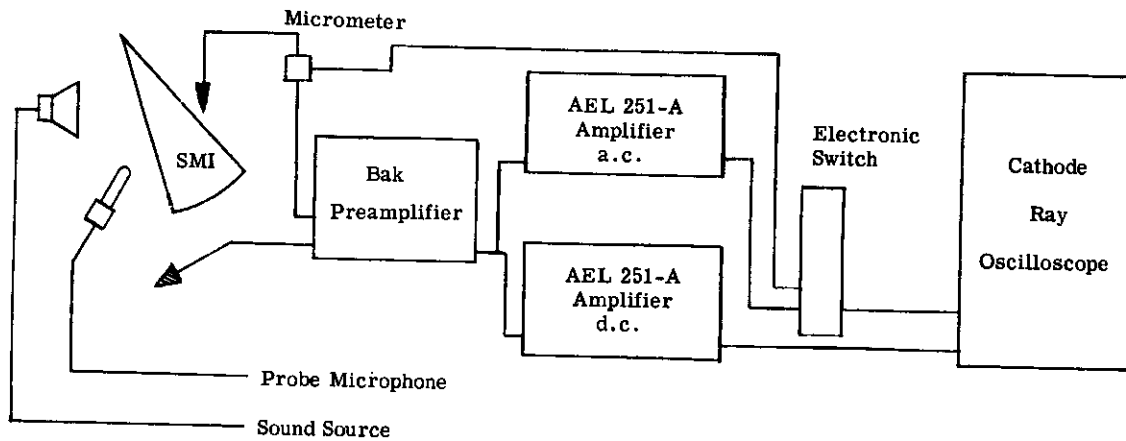 Micrometer
AEL 251-A
Amplifier
a.c.
Electronic
Switch
SMI
Bak
Preamplifier
Cathode
Ray
Oscilloscope
AEL 251-A
Amplifier
d.c.
Probe Microphone
Sound Source